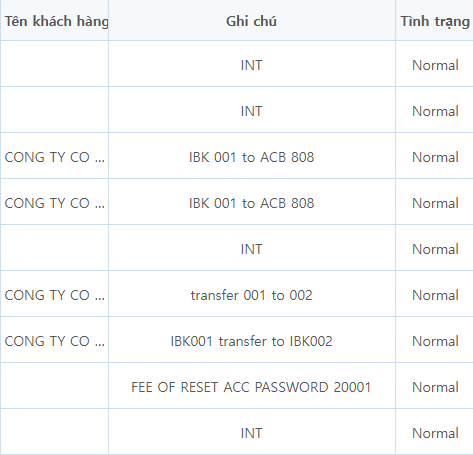 Tên khách hàng Ghi chú Tình trạng
INT Normal
INT Normal
CONG TY CO ... IBK 001 to ACB 808 Normal
CONG TY CO ... IBK 001 to ACB 808 Normal
INT Normal
CONG TY CO ... transfer 001 to 002 Normal
CONG TY CO ... IBK001 transfer to IBK002 Normal
FEE OF RESET ACC PASSWORD 20001 Normal
INT Normal